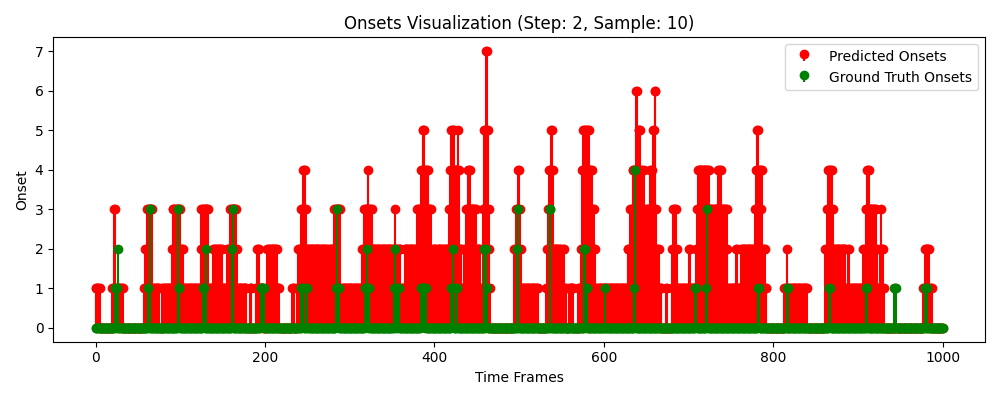 Onsets Visualization (Step: 2, Sample: 10)
Predicted Onsets
Ground Truth Onsets
Onset
7
6
5
4
3
2
1
0
0 200 400 600 800 1000
Time Frames